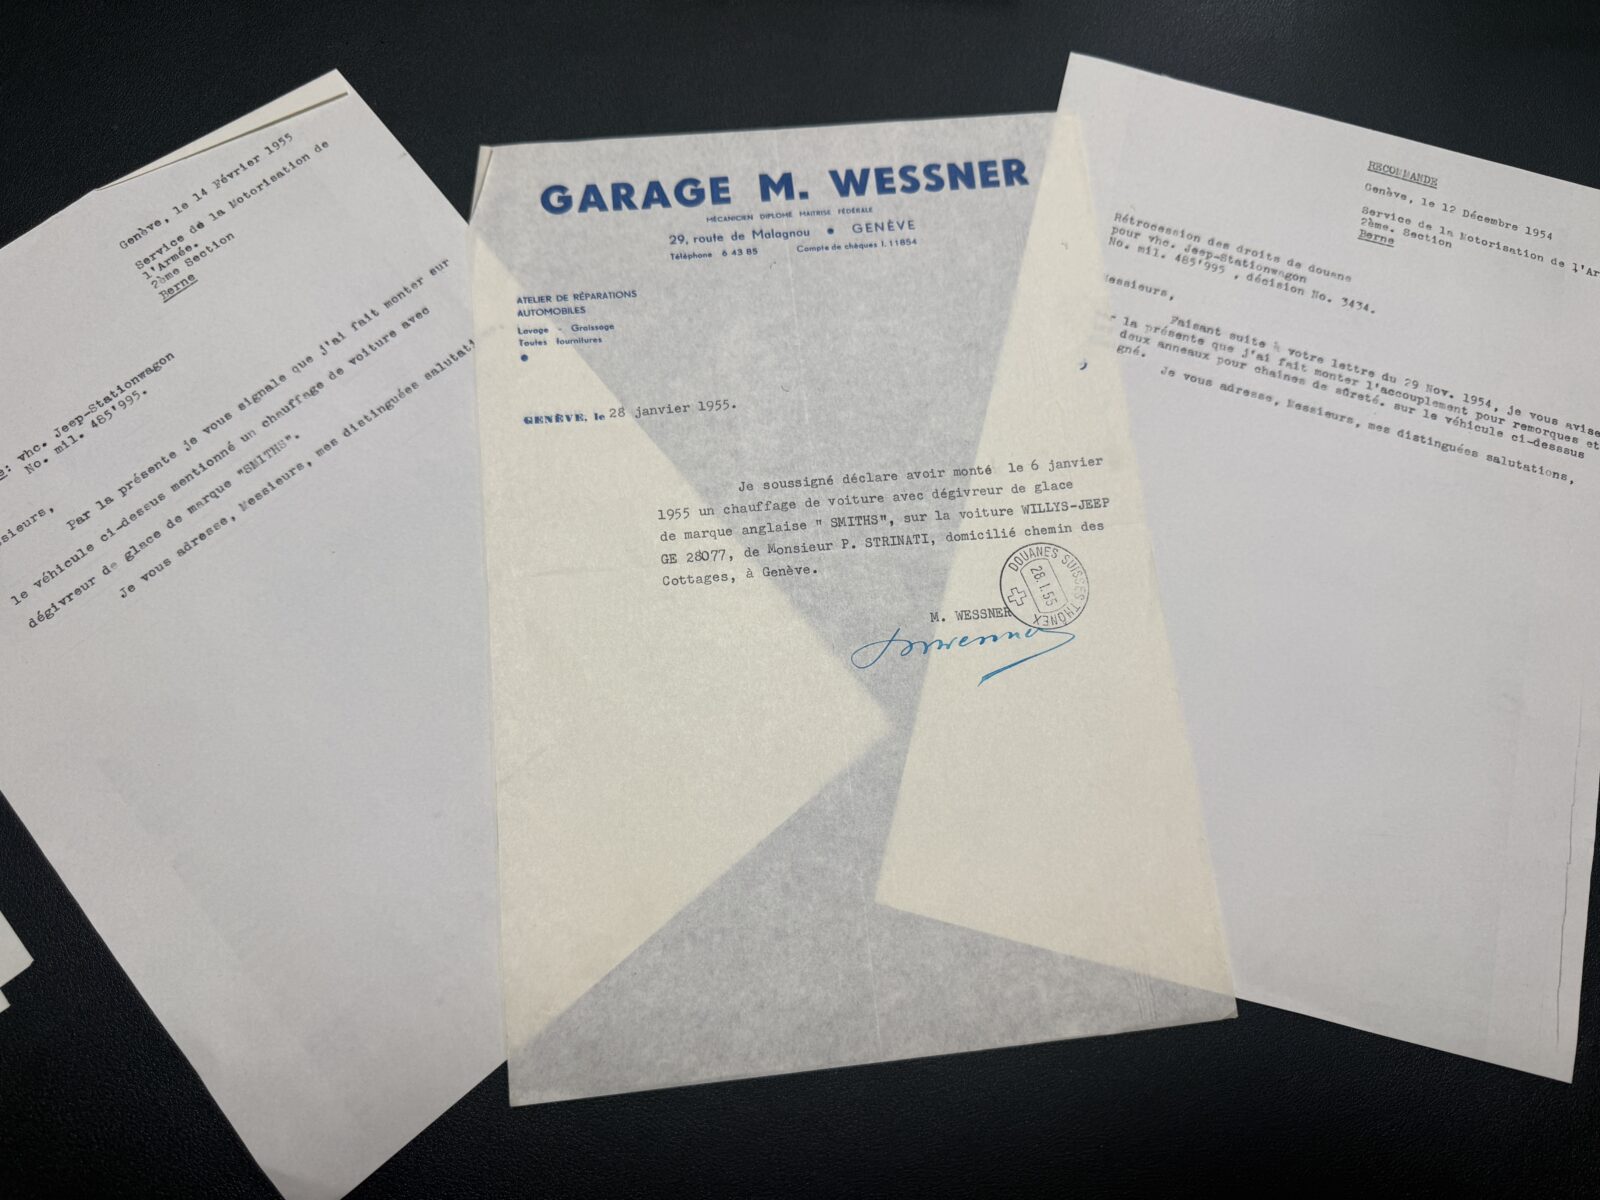 Genève, le 14 Février 1955
Service de la Motorisation de
l'Armée.
2ème Section
Berne
vhc. Jeep-Stationwagon
No. mil. 485'995.
Par la présente je vous signale que j'ai fait monter sur
le véhicule ci-dessus mentionné un chauffage de voiture avec
dégivreur de glace de marque "SMITHS".
Je vous adresse, Messieurs, mes distinguées
GARAGE M. WESSNER
MÉCANICIEN DIPLOMÉ MAITRISE FÉDÉRALE
29, route de Malagnou • GENÈVE
Téléphone 6 43 85 Compte de chèques I. 11854
ATELIER DE RÉPARATIONS
AUTOMOBILES
Lavage - Graissage
Toutes fournitures
GENÈVE, le 28 janvier 1955.
Je soussigné déclare avoir monté le 6 janvier
1955 un chauffage de voiture avec dégivreur de glace
de marque anglaise " SMITHS", sur la voiture WILLYS-JEEP
GE 28077, de Monsieur P. STRINATI, domicilié chemin des
Cottages, à Genève.
DOUANES SUISSES THÔNEX
28.1.55
M. WESSNER
RECOMMANDE
Genève, le 12 Décembre 1954
Service de la Motorisation de l'Ar
2ème. Section
Berne
Rétrocession des droits de douane
pour vhc. Jeep-Stationwagon
No. mil. 485'995 , décision No. 3434.
Messieurs,
Faisant suite à votre lettre du 29 Nov. 1954, je vous avise
la présente que j'ai fait monter l'accouplement pour remorques et
deux anneaux pour chaines de sûreté. sur le véhicule ci-desssus
gné.
Je vous adresse, Messieurs, mes distinguées salutations,